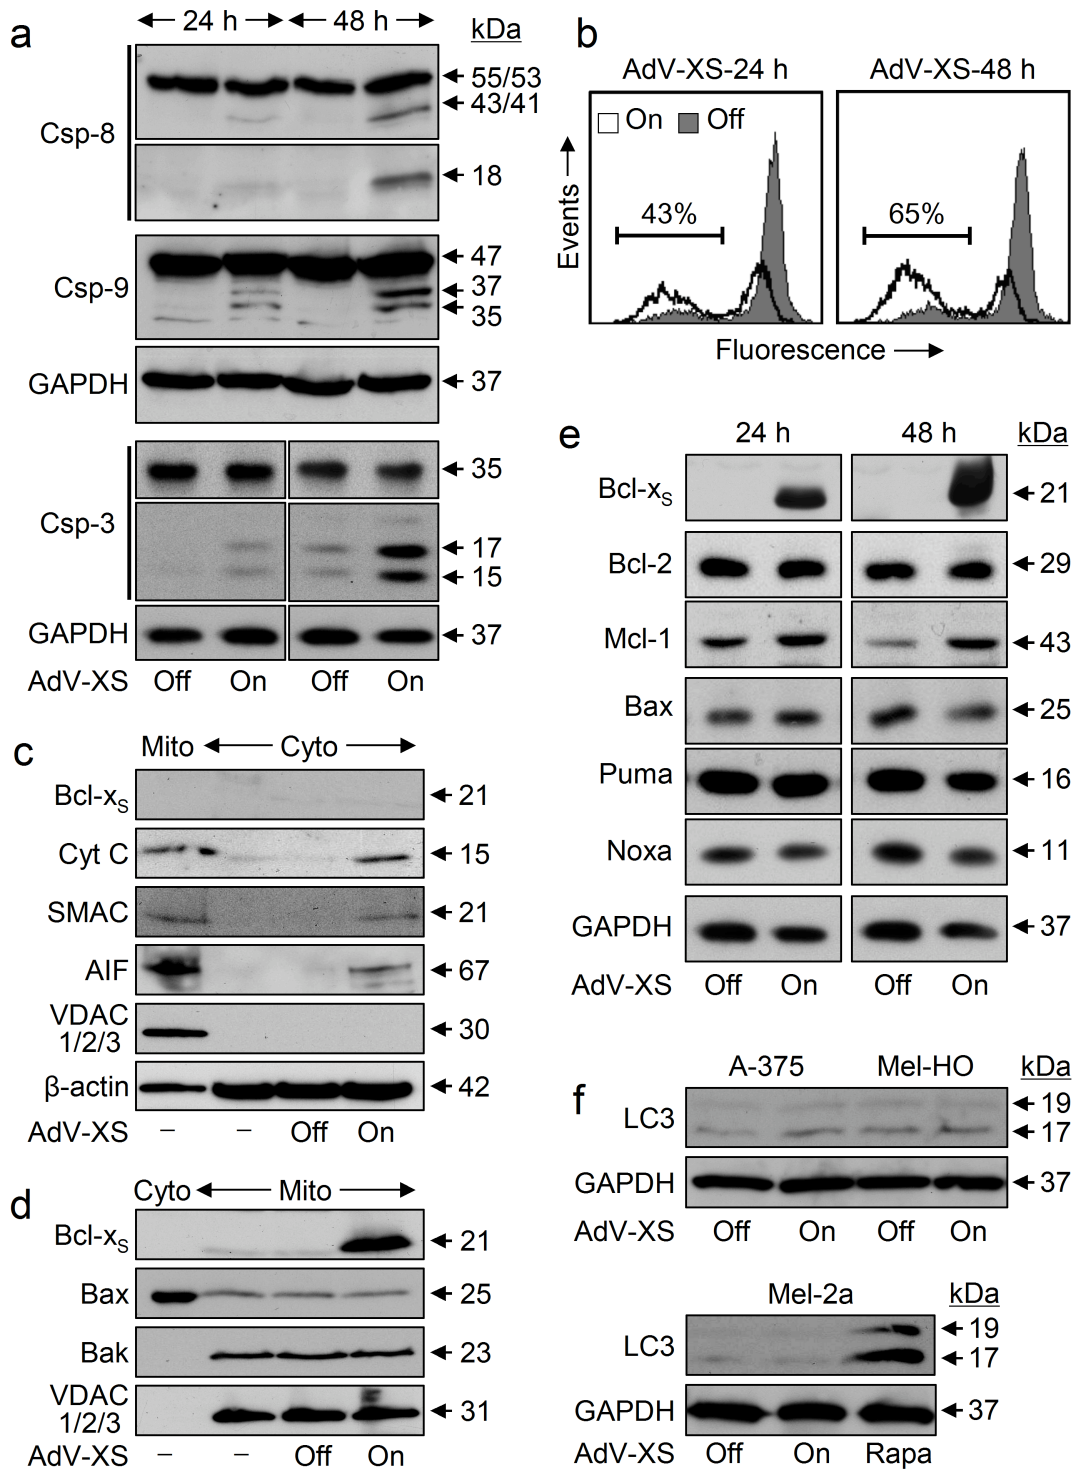 a
24 h 48 h kDa
Csp-8
55/53
43/41
18
Csp-9
47
37
35
GAPDH 37
Csp-3
35
17
15
GAPDH 37
AdV-XS Off On Off On
b
AdV-XS-24 h AdV-XS-48 h
On Off
43% 65%
Events
Fluorescence
c
Mito Cyto
Bcl-xS 21
Cyt C 15
SMAC 21
AIF 67
VDAC
1/2/3 30
β-actin 42
AdV-XS – – Off On
d
Cyto Mito
Bcl-xS 21
Bax 25
Bak 23
VDAC
1/2/3 31
AdV-XS – – Off On
e
24 h 48 h kDa
Bcl-xS 21
Bcl-2 29
Mcl-1 43
Bax 25
Puma 16
Noxa 11
GAPDH 37
AdV-XS Off On Off On
f
A-375 Mel-HO kDa
LC3
19
17
GAPDH 37
AdV-XS Off On Off On
Mel-2a kDa
LC3
19
17
GAPDH 37
AdV-XS Off On Rapa